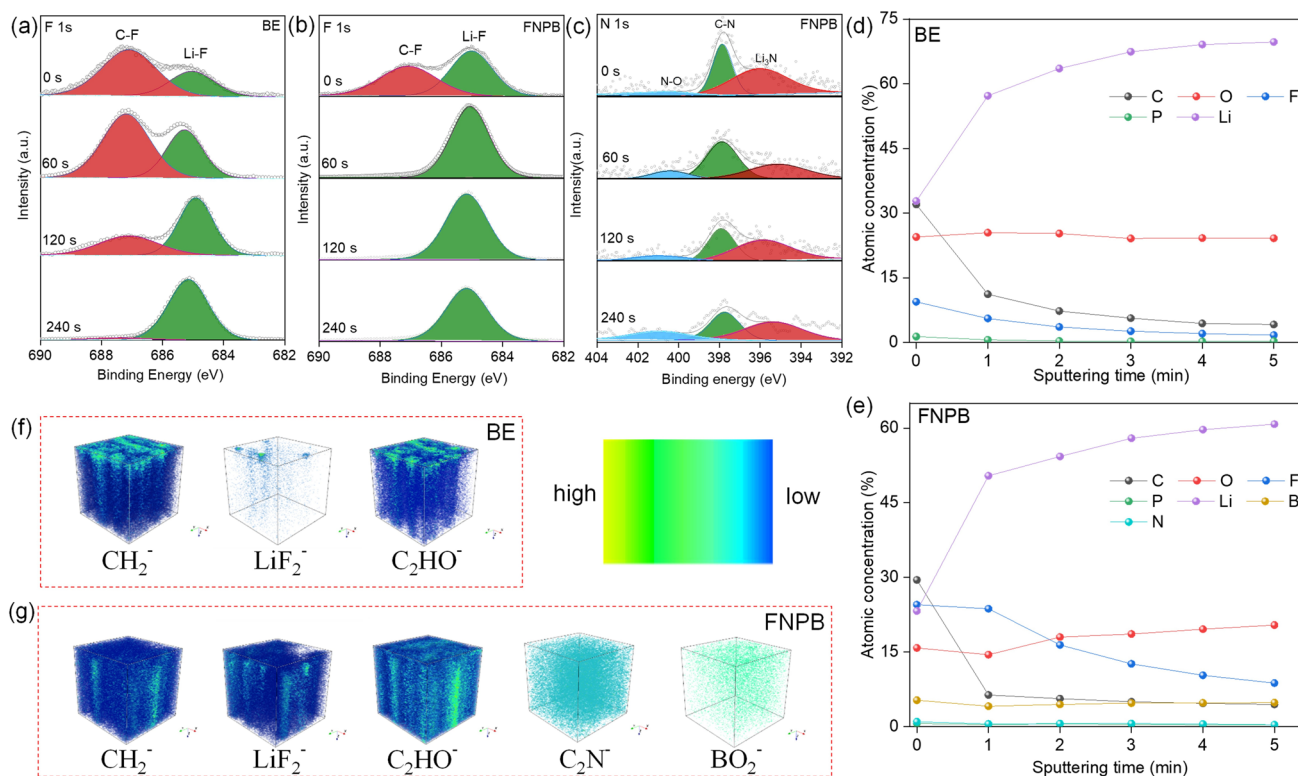 (a)
F 1s
BE
C-F
Li-F
0 s
60 s
120 s
240 s
Intensity (a.u.)
690 688 686 684 682
Binding Energy (eV)
(b)
F 1s
FNPB
C-F
Li-F
0 s
60 s
120 s
240 s
Intensity (a.u.)
690 688 686 684 682
Binding Energy (eV)
(c)
N 1s
FNPB
C-N
N-O
Li₃N
0 s
60 s
120 s
240 s
Intensity(a.u.)
404 402 400 398 396 394 392
Binding energy (eV)
(d)
BE
75
60
45
30
15
0
Atomic concentration (%)
C O F
P Li
0 1 2 3 4 5
Sputtering time (min)
(e)
FNPB
60
45
30
15
0
Atomic concentration (%)
C O F
P Li B
N
0 1 2 3 4 5
Sputtering time (min)
(f)
BE
CH₂⁻ LiF₂⁻ C₂HO⁻
high
low
(g)
FNPB
CH₂⁻ LiF₂⁻ C₂HO⁻ C₂N⁻ BO₂⁻